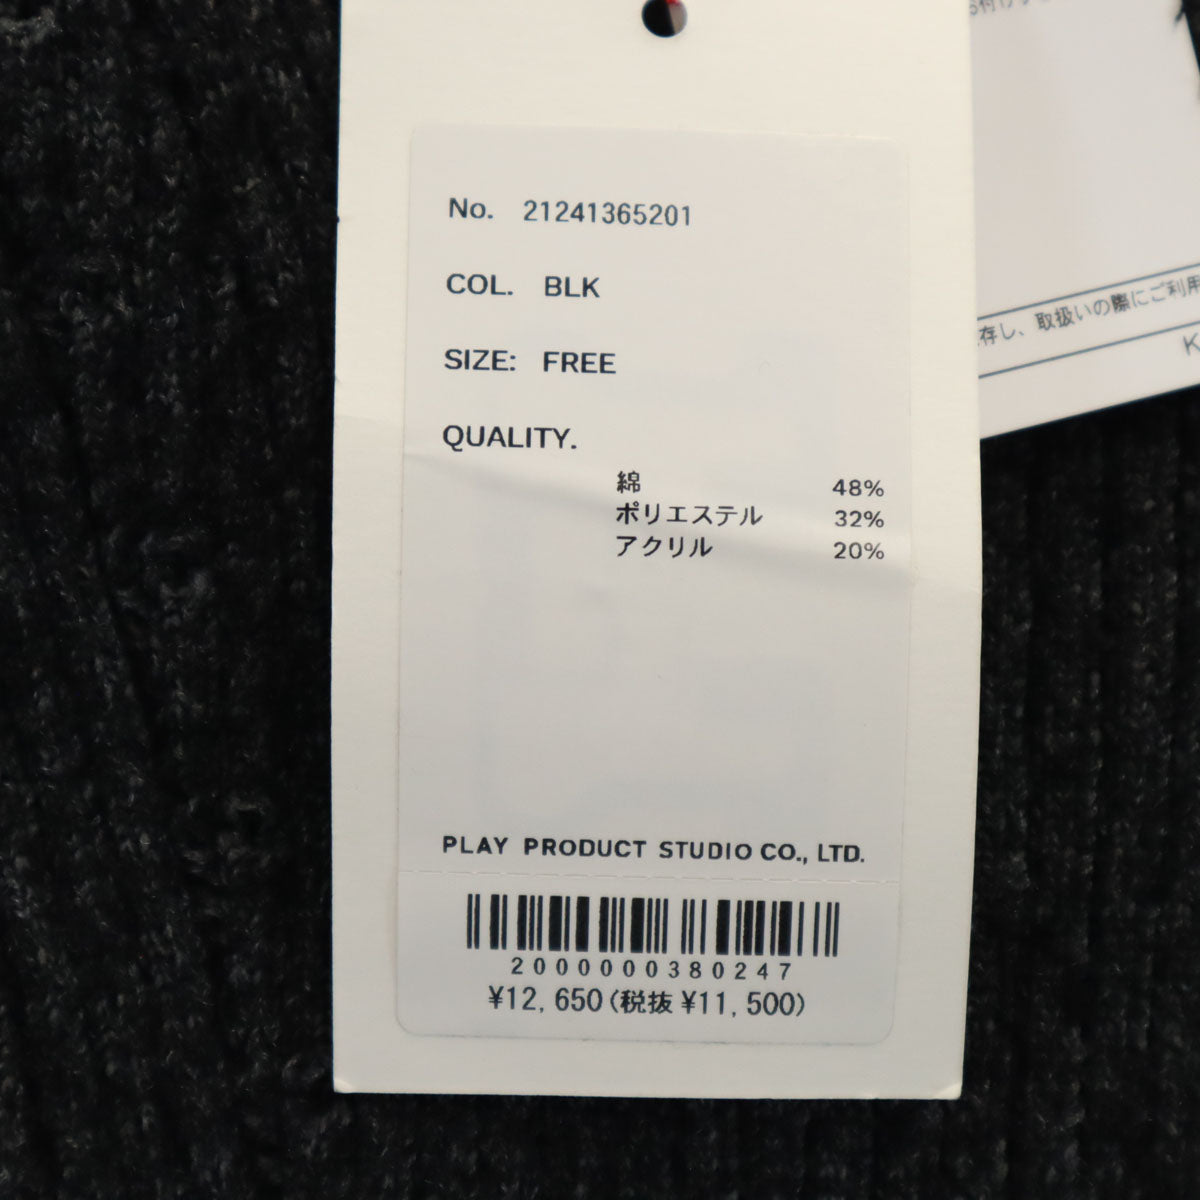 No. 21241365201
COL. BLK
SIZE: FREE
QUALITY.
綿 48%
ポリエステル 32%
アクリル 20%
PLAY PRODUCT STUDIO CO., LTD.
2000000380247
¥12,650(税抜 ¥11,500)
存し、取扱いの際にご利用
K